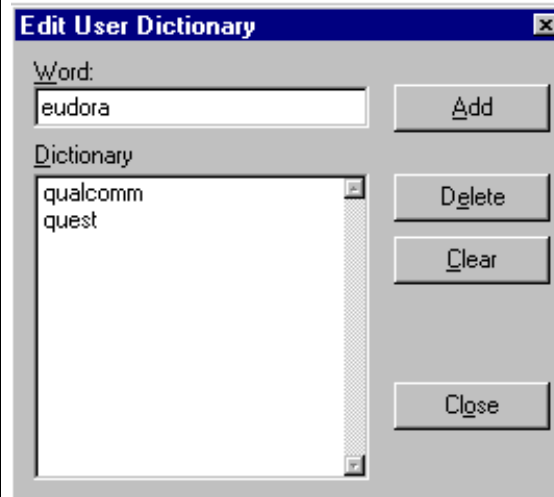 Edit User Dictionary
Word:
eudora
Add
Dictionary
qualcomm
quest
Delete
Clear
Close